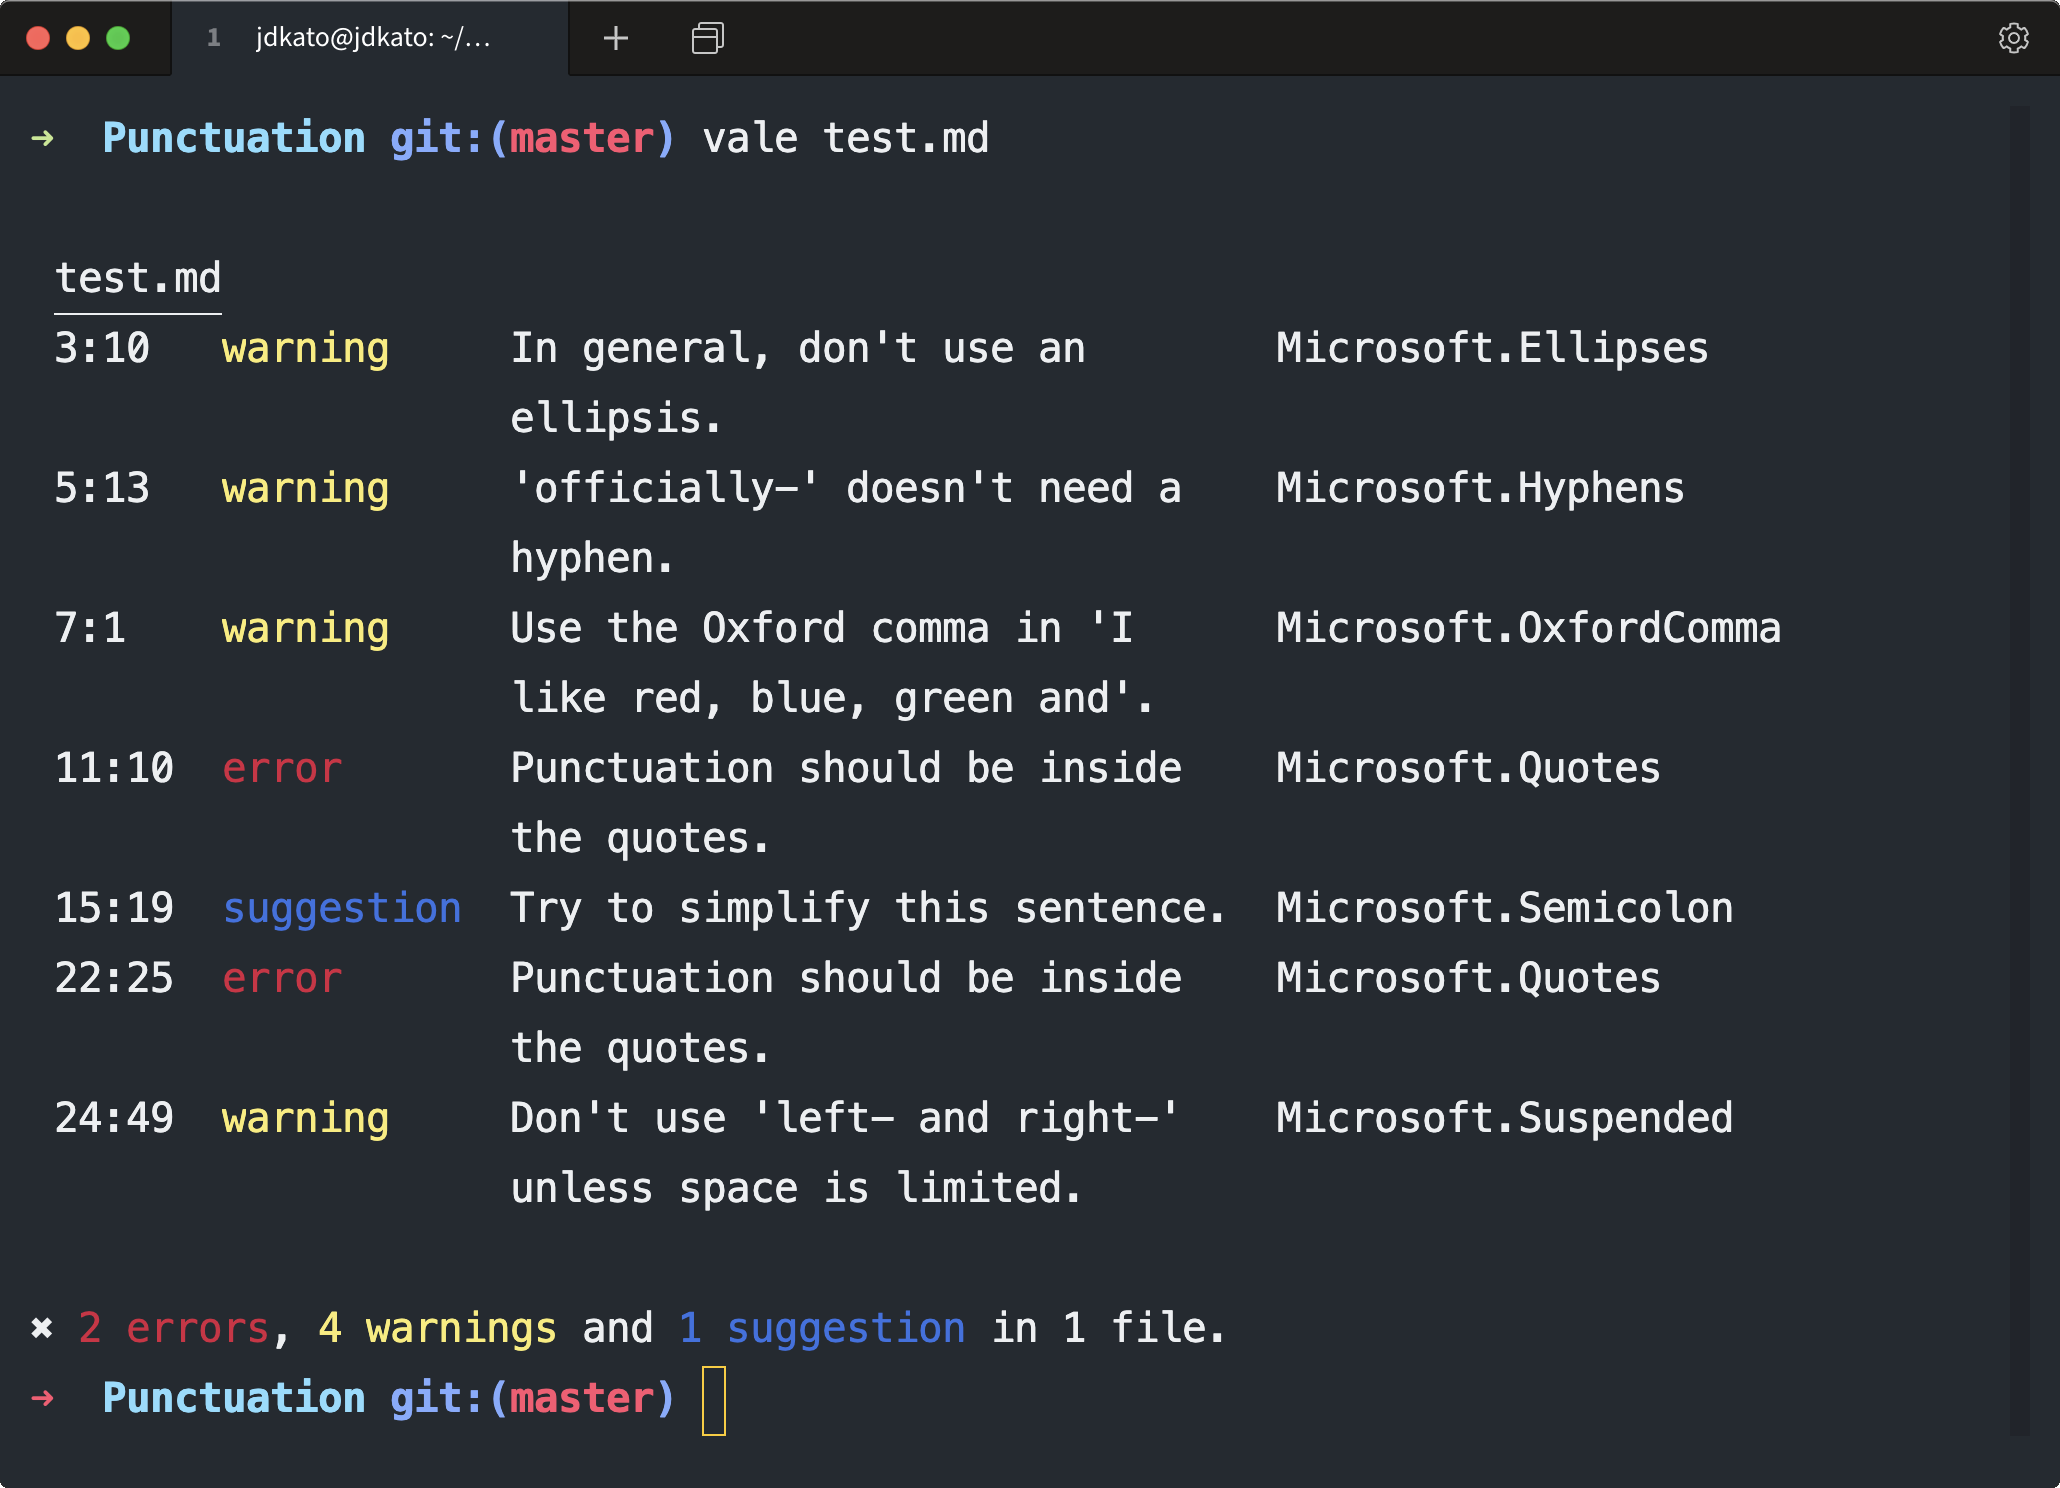 1 jdkato@jdkato: ~/...
➜ Punctuation git:(master) vale test.md
test.md
3:10 warning In general, don't use an Microsoft.Ellipses
ellipsis.
5:13 warning 'officially-' doesn't need a Microsoft.Hyphens
hyphen.
7:1 warning Use the Oxford comma in 'I Microsoft.OxfordComma
like red, blue, green and'.
11:10 error Punctuation should be inside Microsoft.Quotes
the quotes.
15:19 suggestion Try to simplify this sentence. Microsoft.Semicolon
22:25 error Punctuation should be inside Microsoft.Quotes
the quotes.
24:49 warning Don't use 'left- and right-' Microsoft.Suspended
unless space is limited.
✖ 2 errors, 4 warnings and 1 suggestion in 1 file.
➜ Punctuation git:(master)